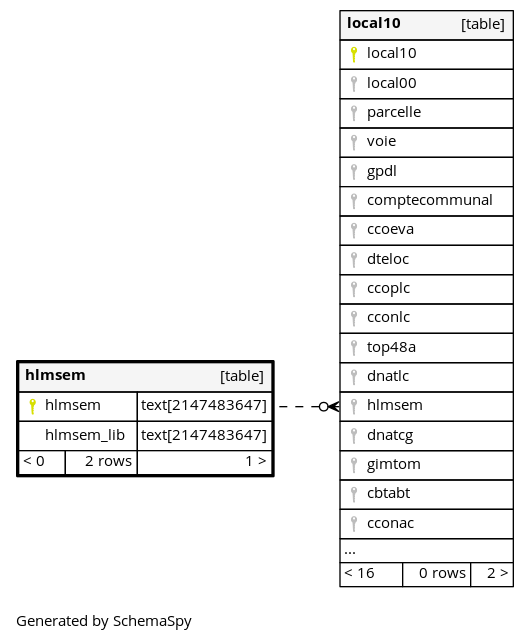 local10 [table]
local10
local00
parcelle
voie
gpdl
comptecommunal
ccoeva
dteloc
ccoplc
cconlc
top48a
dnatlc
hlmsem
dnatcg
gimtom
cbtabt
cconac
...
< 16 0 rows 2 >
hlmsem [table]
hlmsem text[2147483647]
hlmsem_lib text[2147483647]
< 0 2 rows 1 >
Generated by SchemaSpy